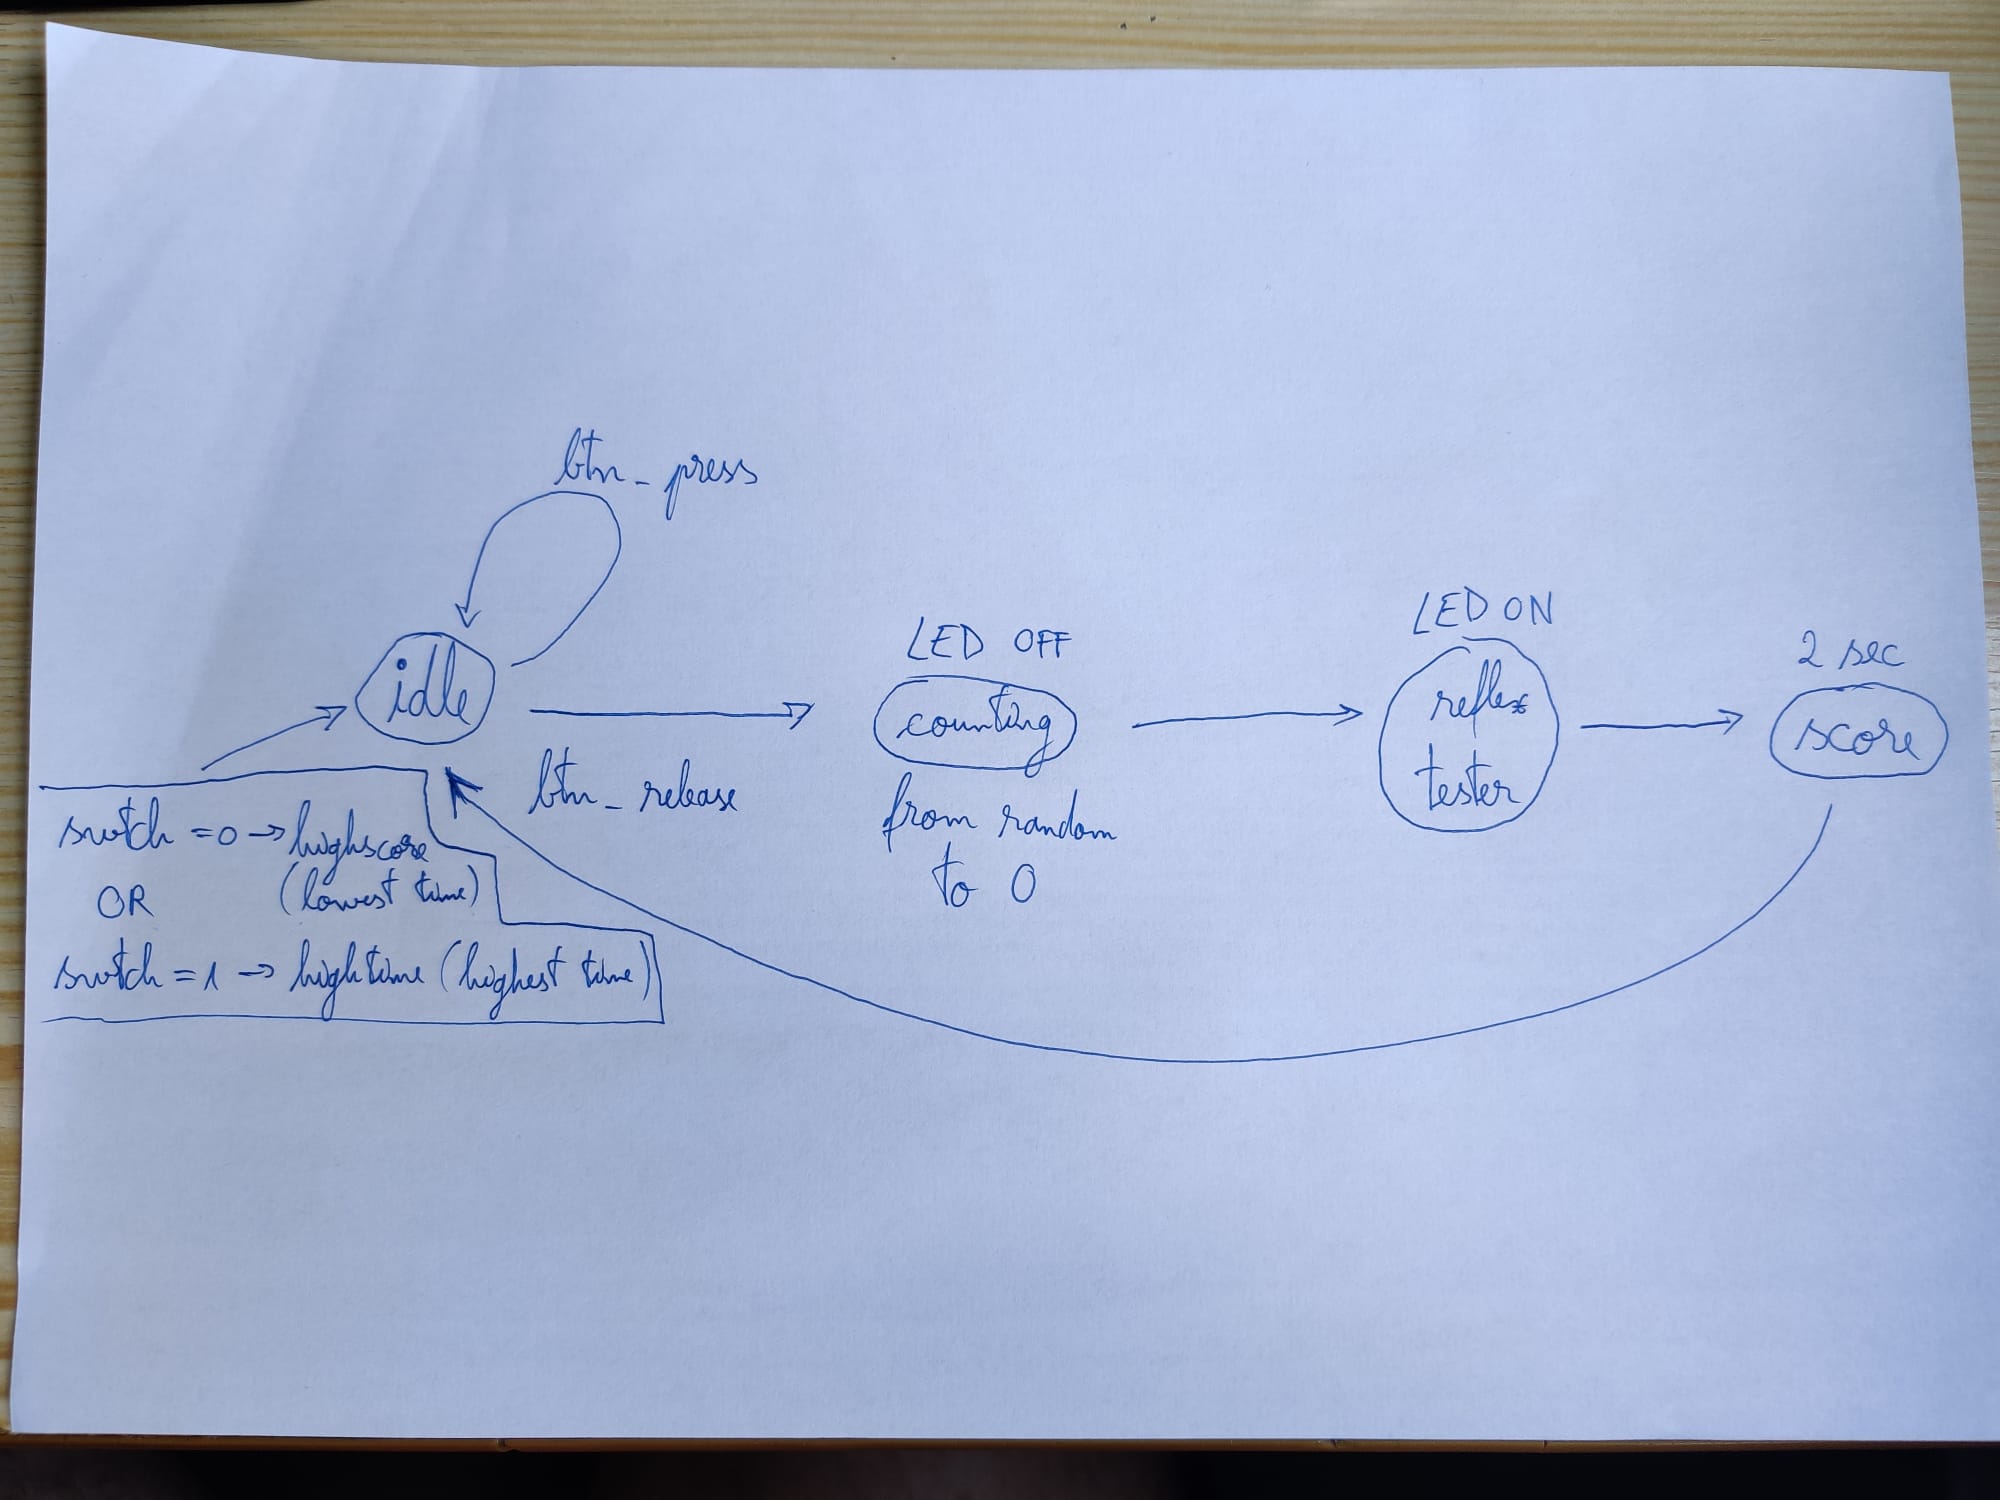 btn_press
idle
btn_release
LED OFF
counting
from random
to 0
LED ON
reflex
tester
2 sec
score
switch = 0 → highscore
(lowest time)
OR
switch = 1 → hightime (highest time)